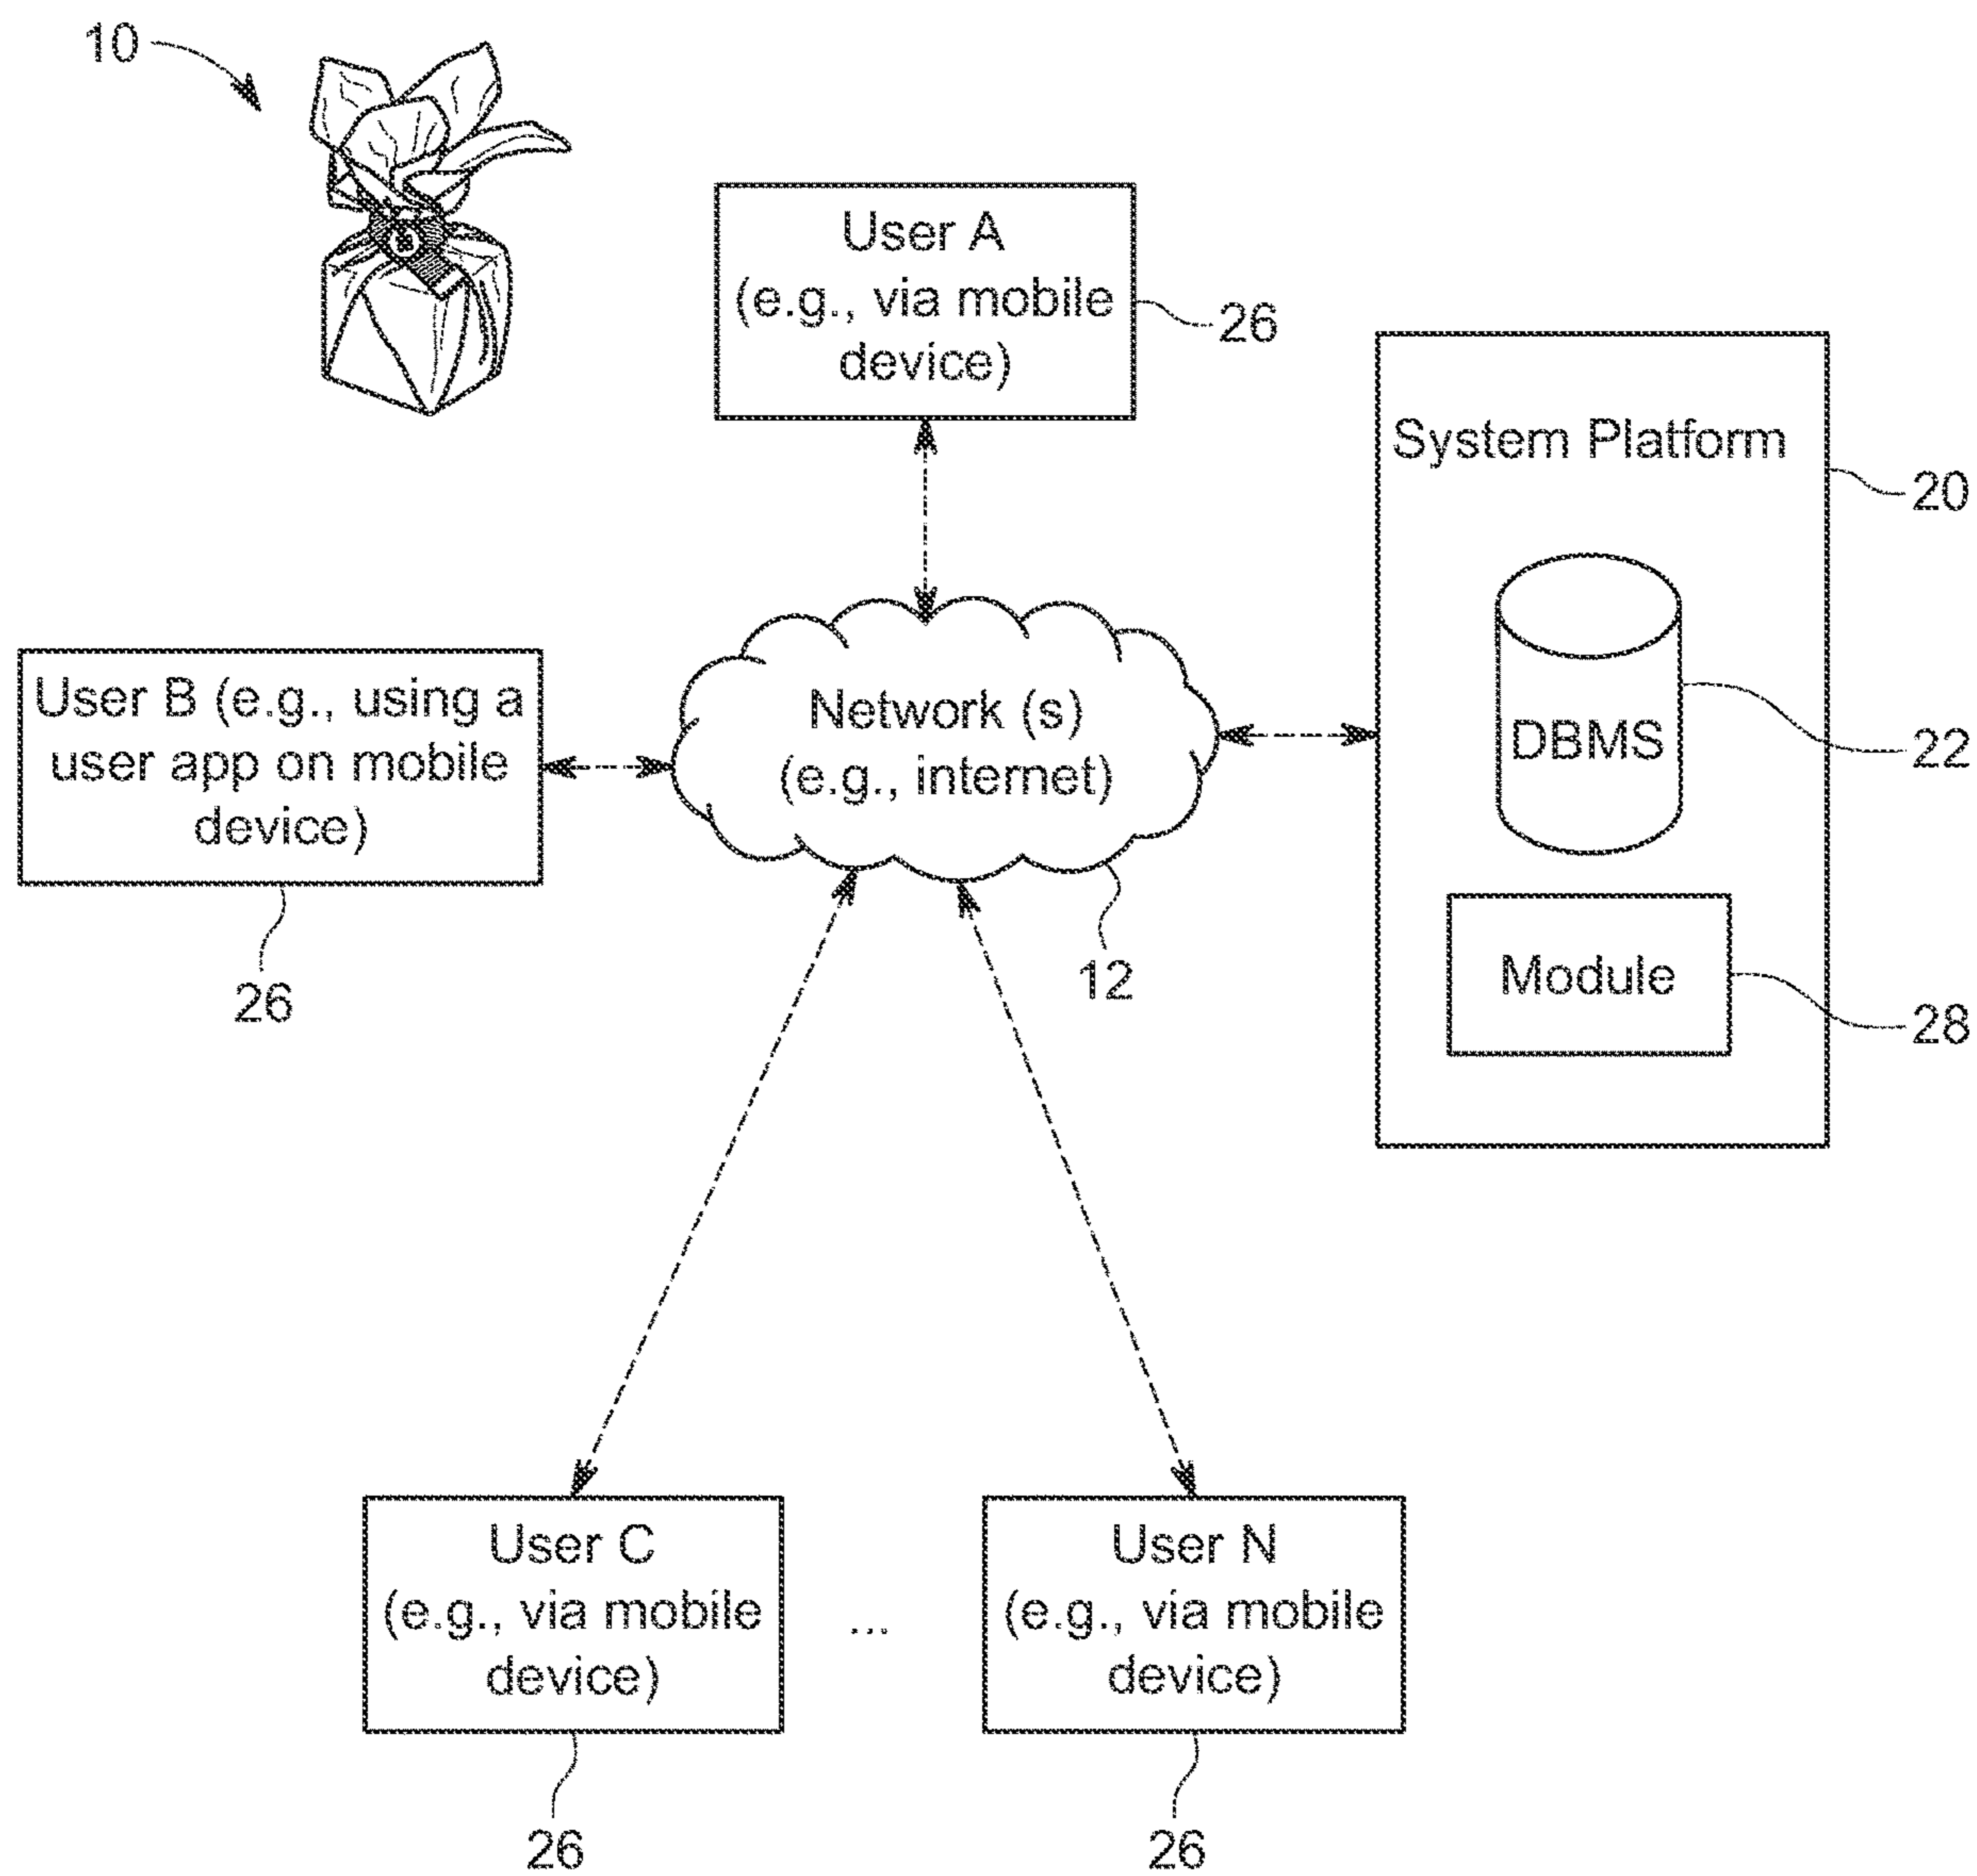 10
User A
(e.g., via mobile
device)
26
System Platform
20
DBMS
22
Module
28
User B (e.g., using a
user app on mobile
device)
26
Network (s)
(e.g., internet)
12
User C
(e.g., via mobile
device)
26
...
User N
(e.g., via mobile
device)
26